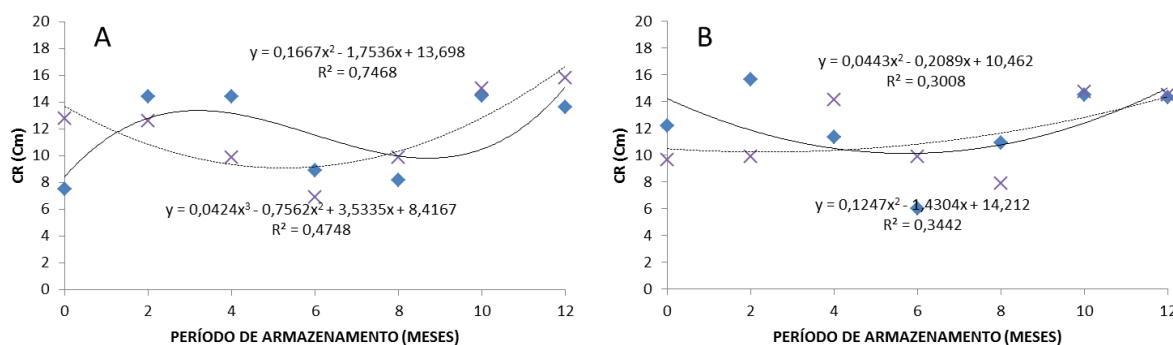 A
CR (Cm)
20
18
16
14
12
10
8
6
4
2
0
y = 0,1667x² - 1,7536x + 13,698
R² = 0,7468
y = 0,0424x³ - 0,7562x² + 3,5335x + 8,4167
R² = 0,4748
0 2 4 6 8 10 12
PERÍODO DE ARMAZENAMENTO (MESES)
B
CR (Cm)
20
18
16
14
12
10
8
6
4
2
0
y = 0,0443x² - 0,2089x + 10,462
R² = 0,3008
y = 0,1247x² - 1,4304x + 14,212
R² = 0,3442
0 2 4 6 8 10 12
PERÍODO DE ARMAZENAMENTO (MESES)